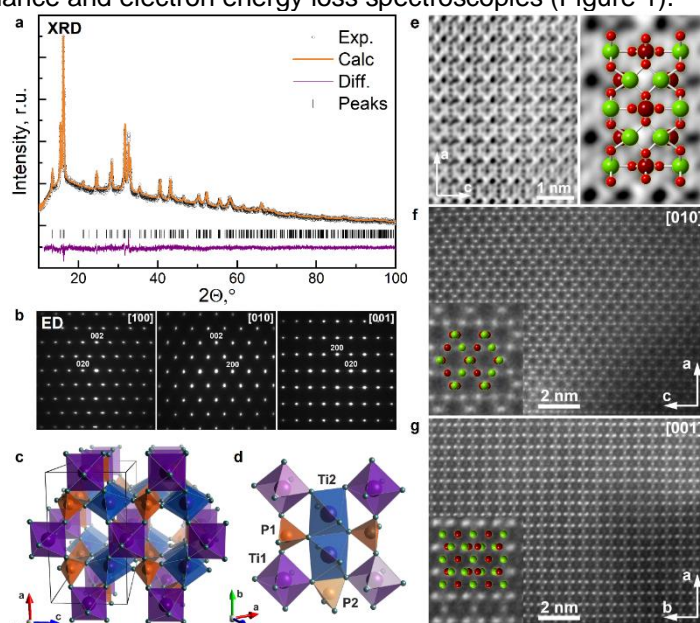 lance and electron energy loss spectroscopies (Figure 1).
a
XRD
Exp.
Calc
Diff.
Peaks
Intensity, r.u.
20
40
60
80
100
2Θ,°
b
ED
[100]
002
020
[010]
002
200
[001]
200
020
c
a
c
d
Ti2
P1
Ti1
P2
b
a
e
a
c
1 nm
f
[010]
2 nm
a
c
g
[001]
2 nm
a
b